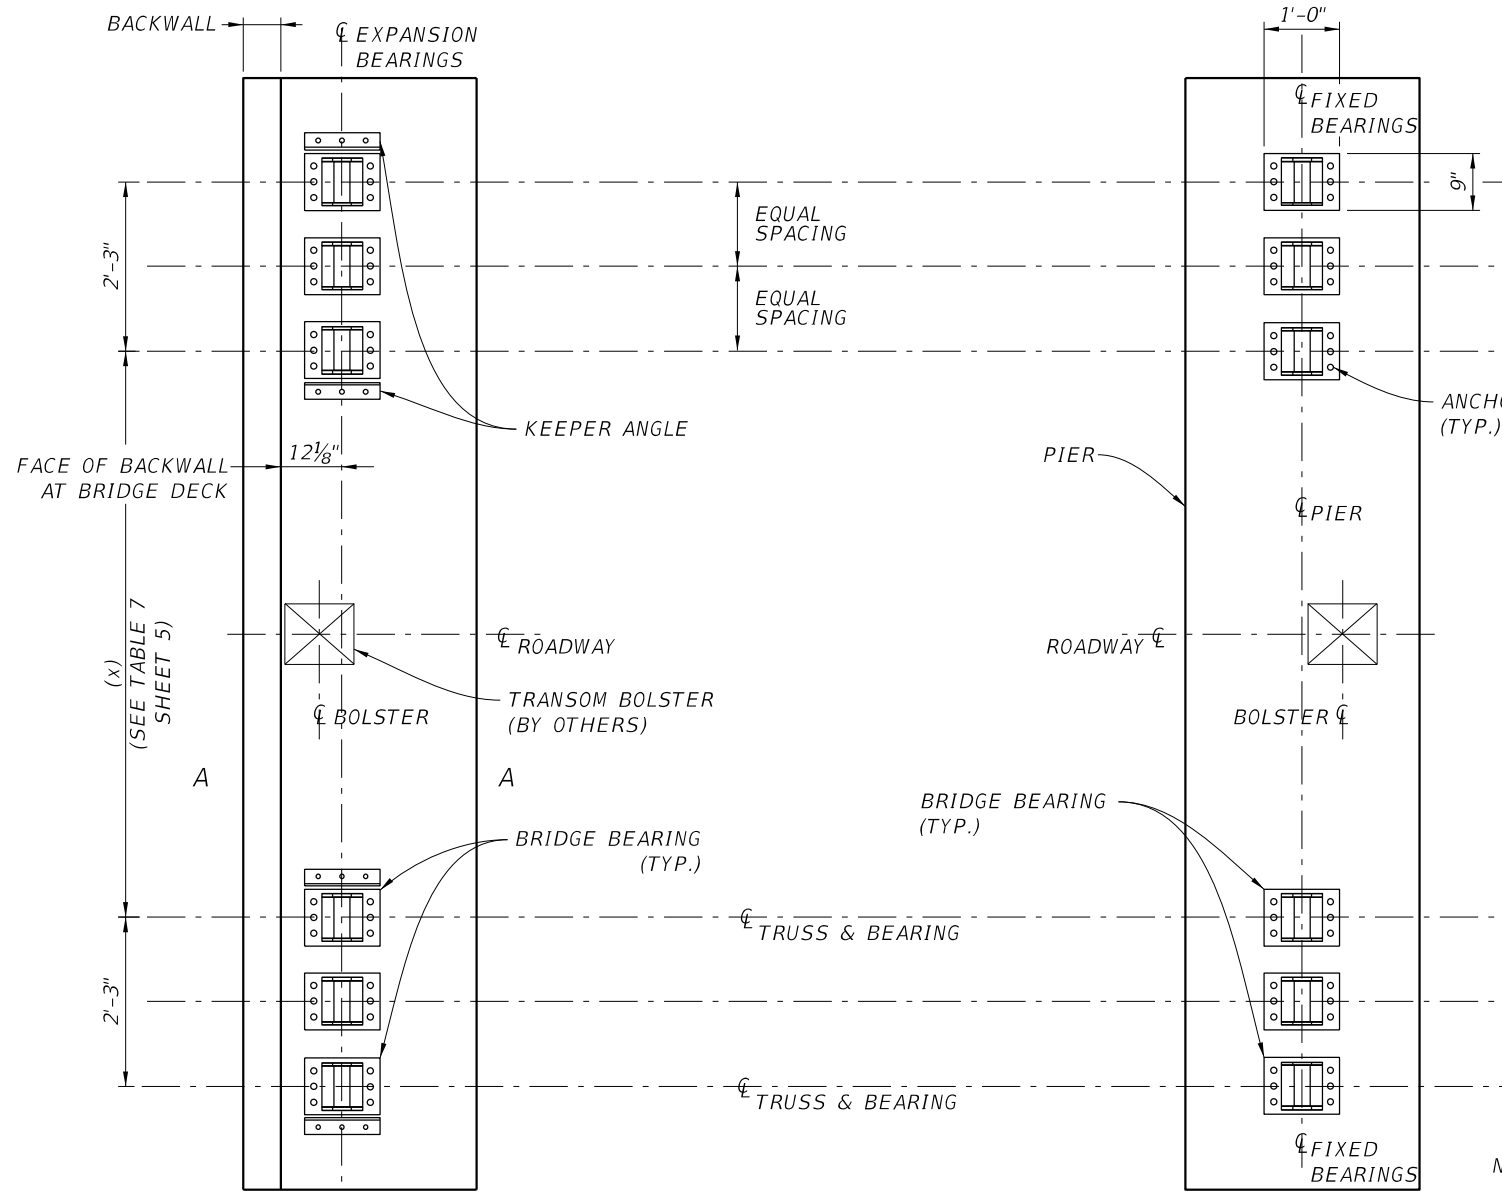 BACKWALL
℄ EXPANSION
BEARINGS
1'-0"
℄ FIXED
BEARINGS
9"
2'-3"
EQUAL
SPACING
EQUAL
SPACING
KEEPER ANGLE
ANCHO
(TYP.)
12⅛"
FACE OF BACKWALL
AT BRIDGE DECK
PIER
℄ PIER
(x)
(SEE TABLE 7
SHEET 5)
℄ ROADWAY
ROADWAY ℄
TRANSOM BOLSTER
(BY OTHERS)
℄ BOLSTER
BOLSTER ℄
A
A
BRIDGE BEARING
(TYP.)
BRIDGE BEARING
(TYP.)
℄ TRUSS & BEARING
2'-3"
℄ TRUSS & BEARING
℄ FIXED
BEARINGS